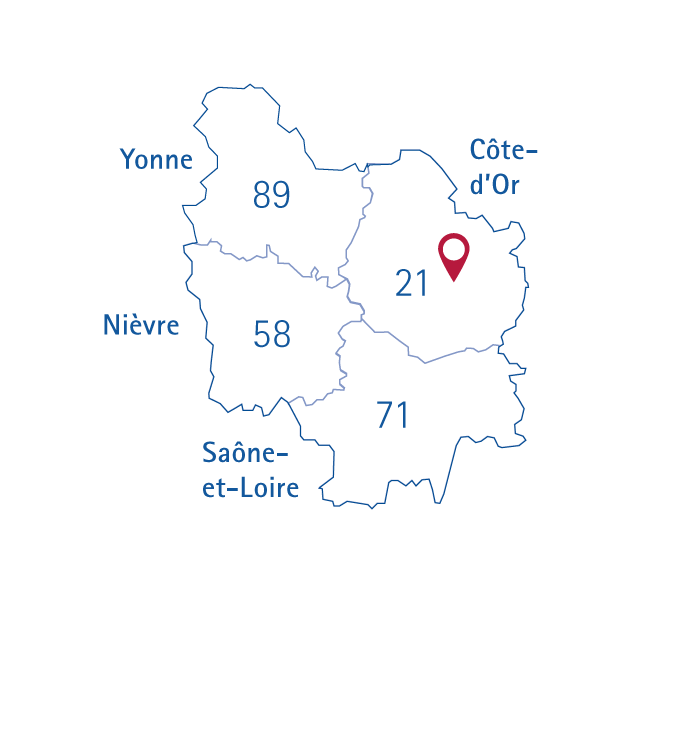 Yonne
89
Côte-
d'Or
21
Nièvre
58
71
Saône-
et-Loire